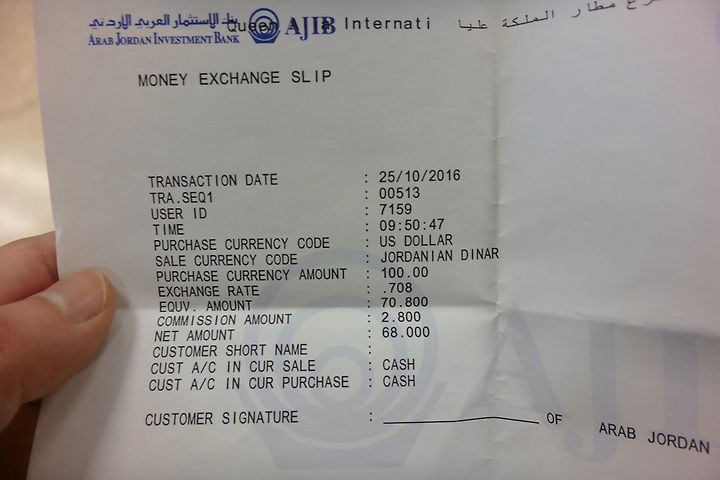 بنك الاستثمار العربي الأردني
ARAB JORDAN INVESTMENT BANK
AJIB
Queen a Internati
مطار الملكة عليا
MONEY EXCHANGE SLIP
TRANSACTION DATE : 25/10/2016
TRA.SEQ1 : 00513
USER ID : 7159
TIME : 09:50:47
PURCHASE CURRENCY CODE : US DOLLAR
SALE CURRENCY CODE : JORDANIAN DINAR
PURCHASE CURRENCY AMOUNT : 100.00
EXCHANGE RATE : .708
EQUV. AMOUNT : 70.800
COMMISSION AMOUNT : 2.800
NET AMOUNT : 68.000
CUSTOMER SHORT NAME :
CUST A/C IN CUR SALE : CASH
CUST A/C IN CUR PURCHASE : CASH
CUSTOMER SIGNATURE : OF ARAB JORDAN
AJI